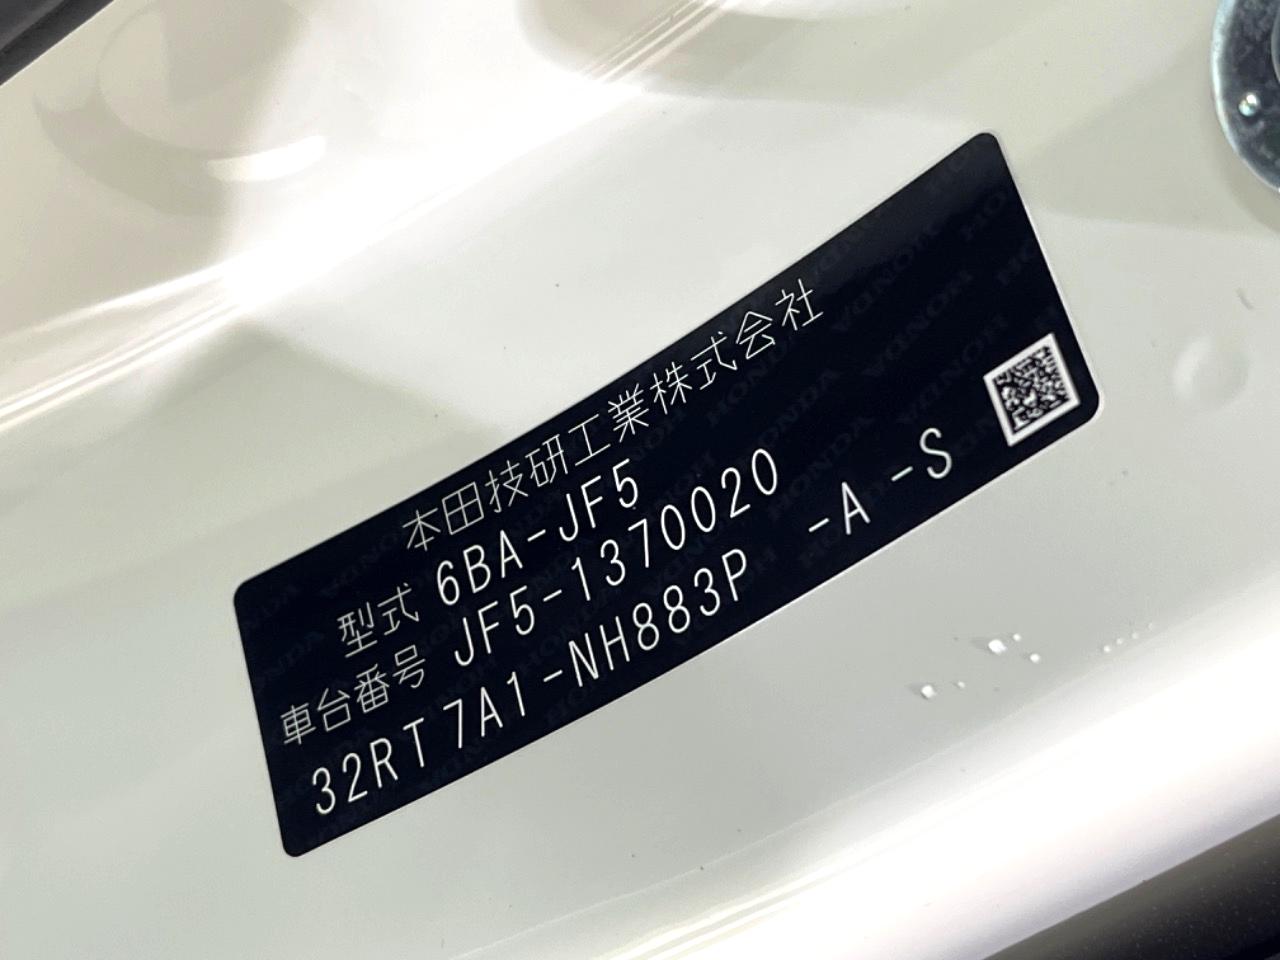 本田技研工業株式会社
型式 6BA-JF5
車台番号 JF5-1370020
32RT7A1-NH883P -A -S